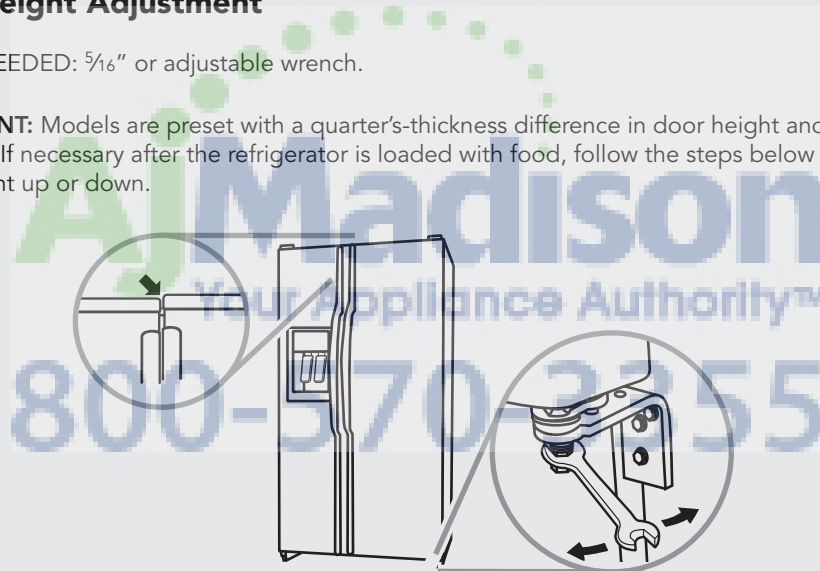 eight Adjustment
EEDED: 5⁄16” or adjustable wrench.
NT: Models are preset with a quarter’s-thickness difference in door height and
If necessary after the refrigerator is loaded with food, follow the steps below
nt up or down.
AjMadison
Your Appliance Authority™
800-570-3355